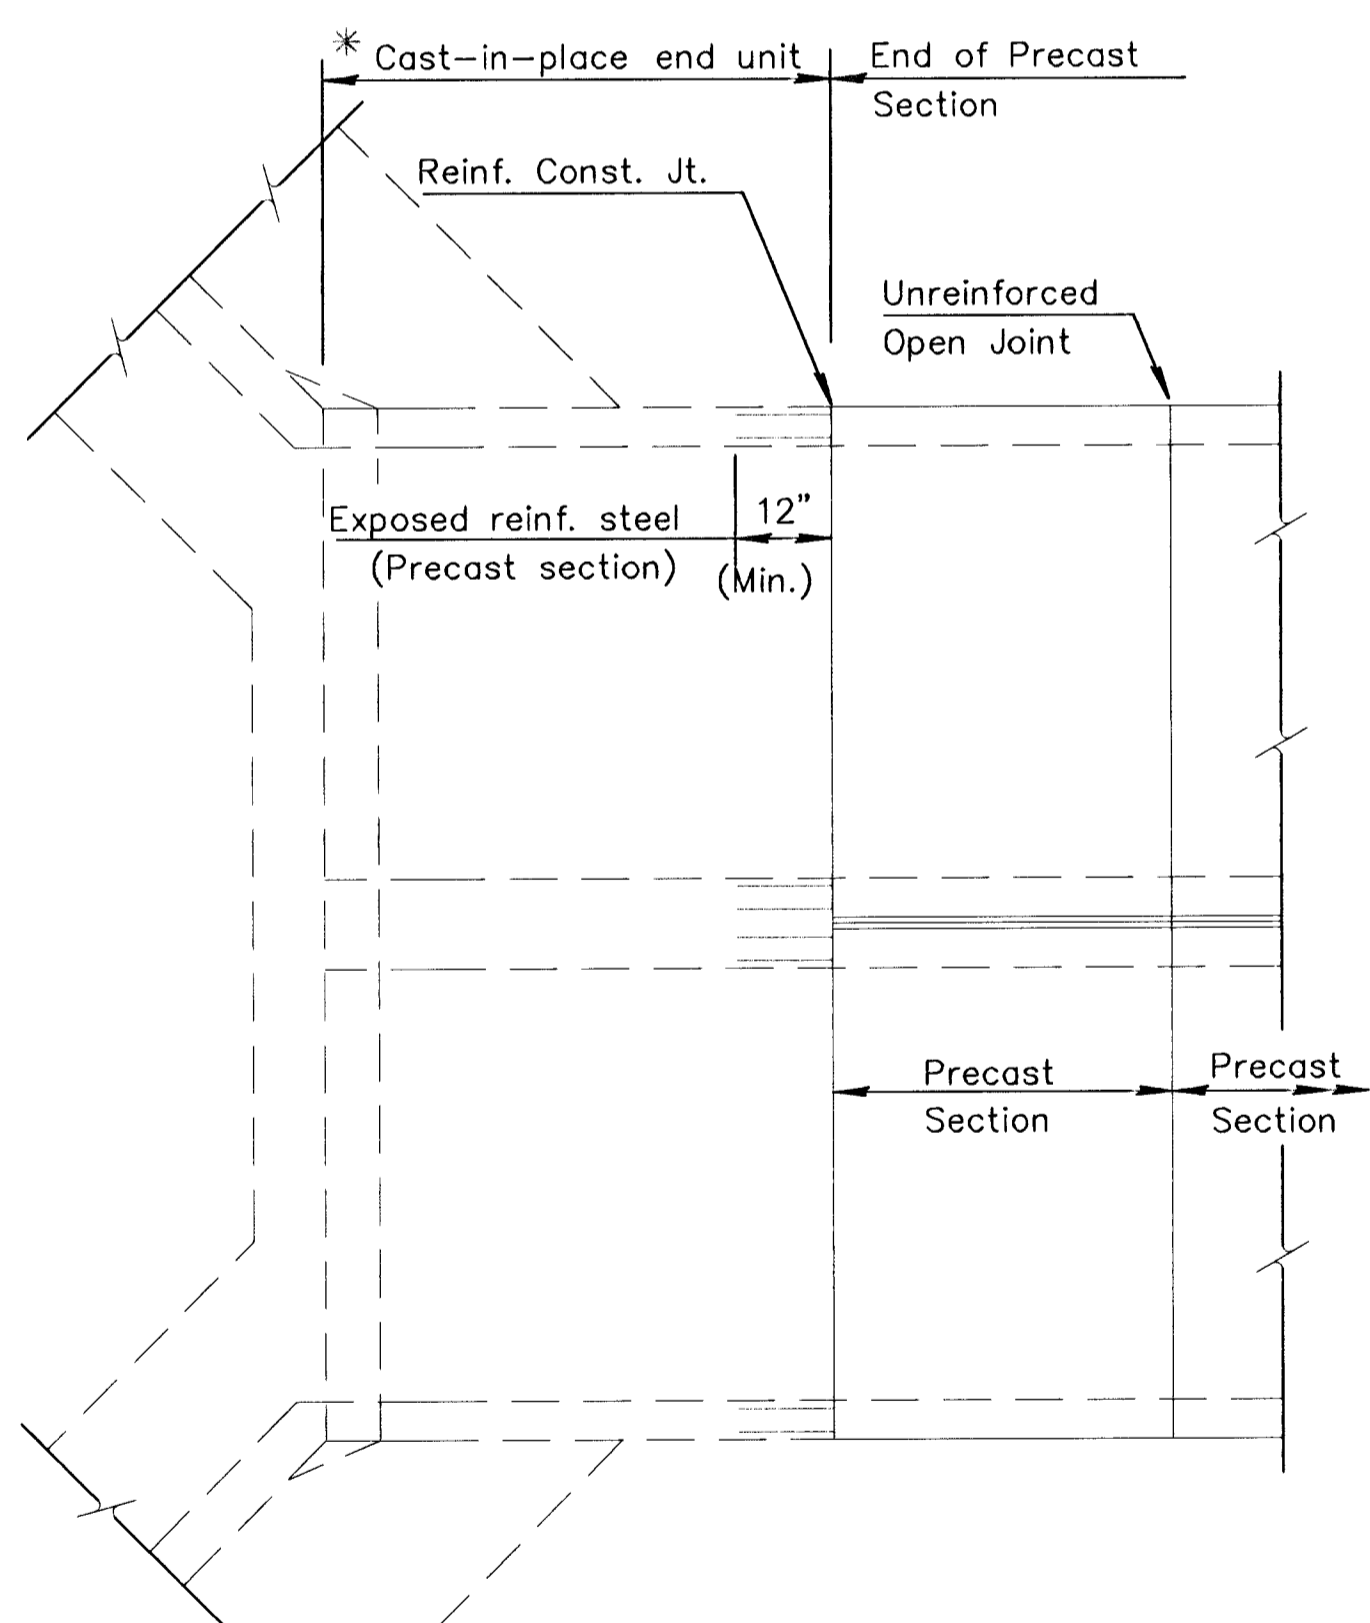 * Cast-in-place end unit
End of Precast
Section
Reinf. Const. Jt.
Unreinforced
Open Joint
Exposed reinf. steel
(Precast section)
12"
(Min.)
Precast
Section
Precast
Section